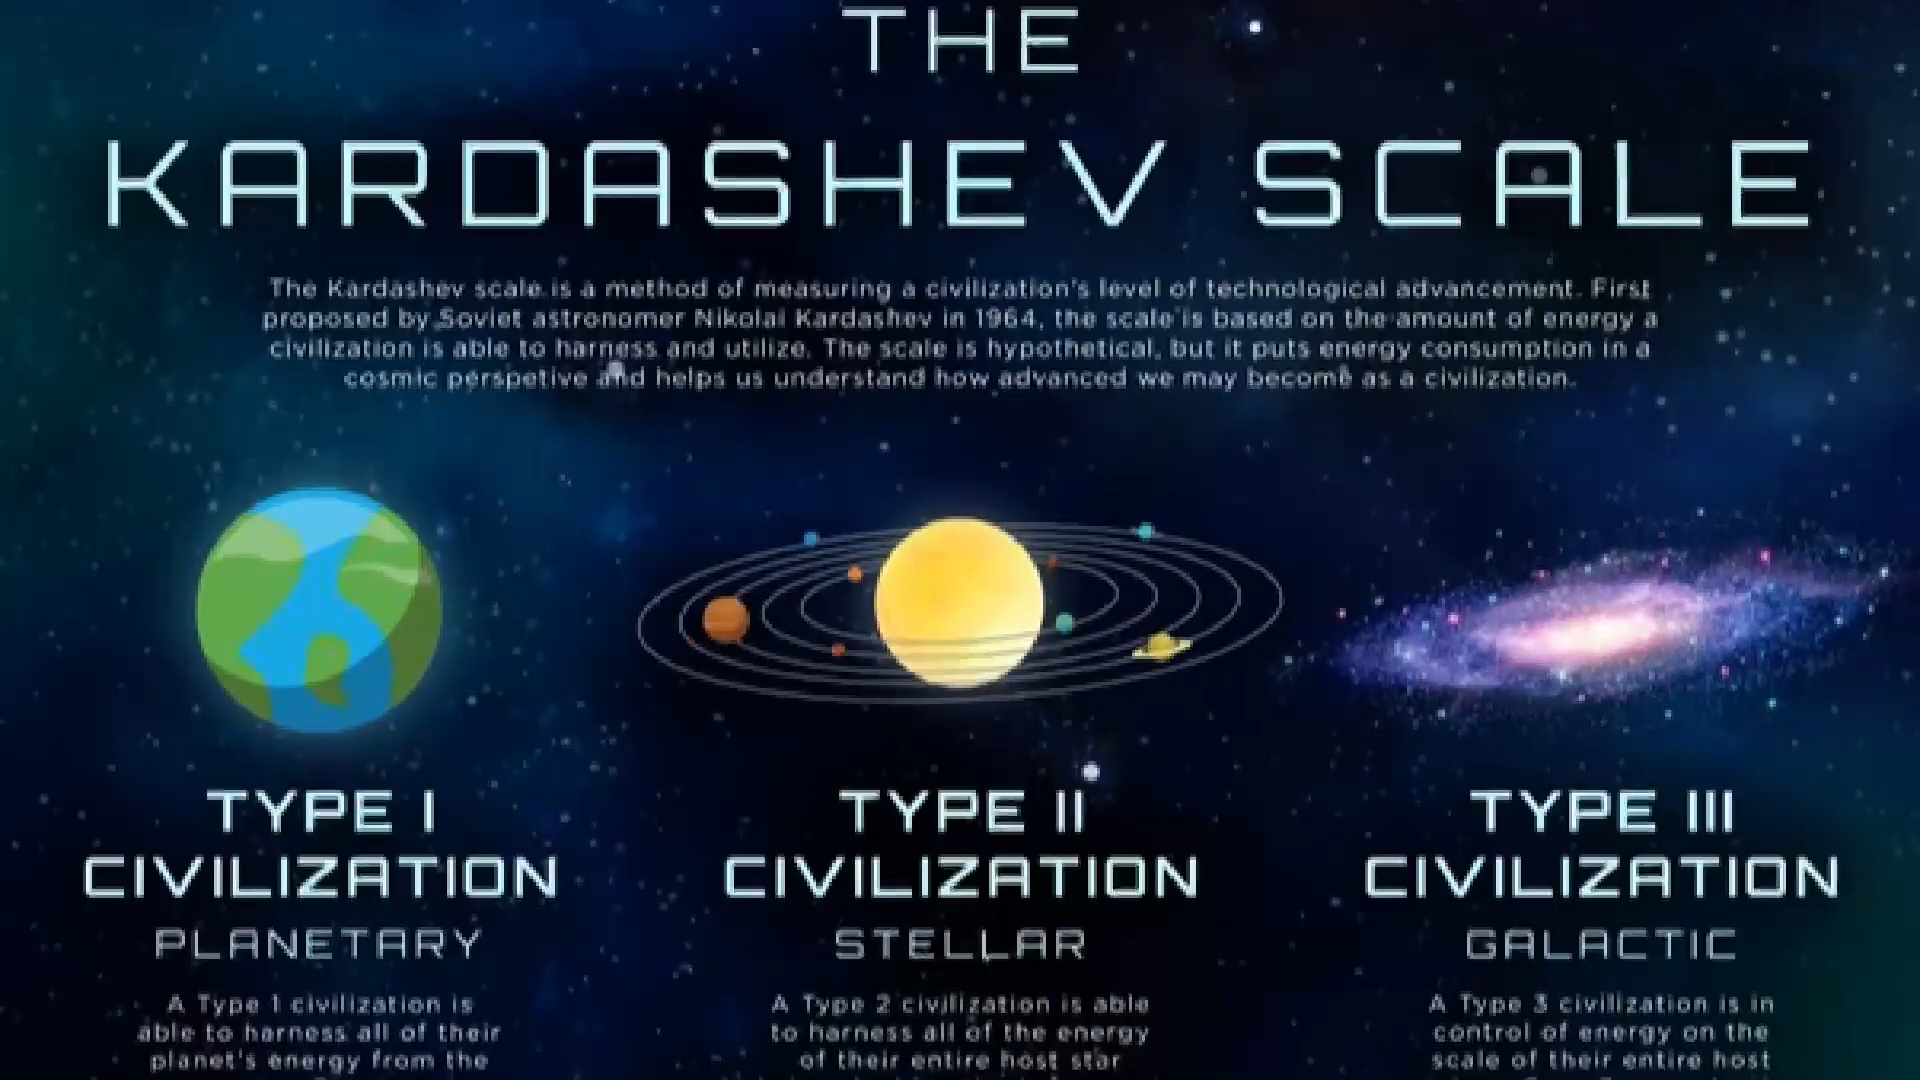 THE
KARDASHEV SCALE
The Kardashev scale is a method of measuring a civilization's level of technological advancement. First
proposed by Soviet astronomer Nikolai Kardashev in 1964, the scale is based on the amount of energy a
civilization is able to harness and utilize. The scale is hypothetical, but it puts energy consumption in a
cosmic perspetive and helps us understand how advanced we may become as a civilization.
TYPE I
CIVILIZATION
PLANETARY
A Type 1 civilization is
able to harness all of their
planet's energy from the
TYPE II
CIVILIZATION
STELLAR
A Type 2 civilization is able
to harness all of the energy
of their entire host star
TYPE III
CIVILIZATION
GALACTIC
A Type 3 civilization is in
control of energy on the
scale of their entire host